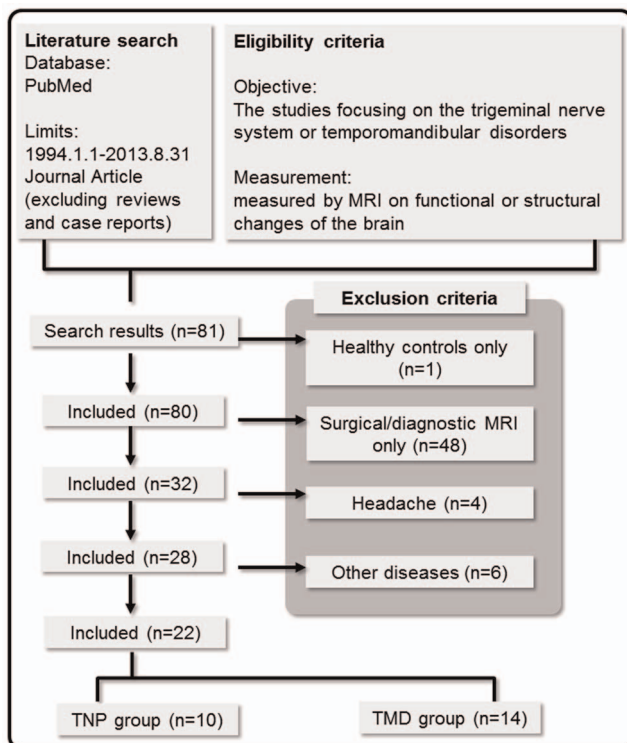 Literature search
Database:
PubMed
Limits:
1994.1.1-2013.8.31
Journal Article
(excluding reviews
and case reports)
Eligibility criteria
Objective:
The studies focusing on the trigeminal nerve
system or temporomandibular disorders
Measurement:
measured by MRI on functional or structural
changes of the brain
Exclusion criteria
Search results (n=81)
Healthy controls only
(n=1)
Included (n=80)
Surgical/diagnostic MRI
only (n=48)
Included (n=32)
Headache (n=4)
Included (n=28)
Other diseases (n=6)
Included (n=22)
TNP group (n=10)
TMD group (n=14)